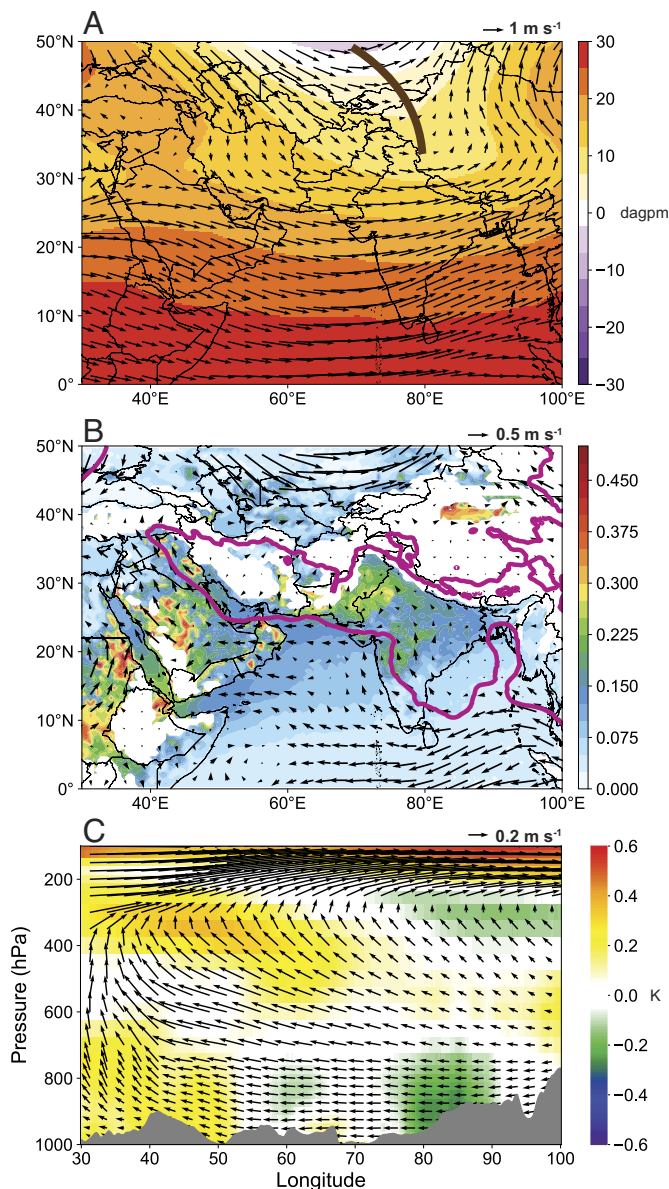 A
1 m s⁻¹
50°N
40°N
30°N
20°N
10°N
0°
40°E
60°E
80°E
100°E
30
20
10
0
−10
−20
−30
dagpm
B
0.5 m s⁻¹
50°N
40°N
30°N
20°N
10°N
0°
40°E
60°E
80°E
100°E
0.450
0.375
0.300
0.225
0.150
0.075
0.000
C
0.2 m s⁻¹
Pressure (hPa)
200
400
600
800
1000
30
40
50
60
70
80
90
100
Longitude
0.6
0.4
0.2
0.0
−0.2
−0.4
−0.6
K